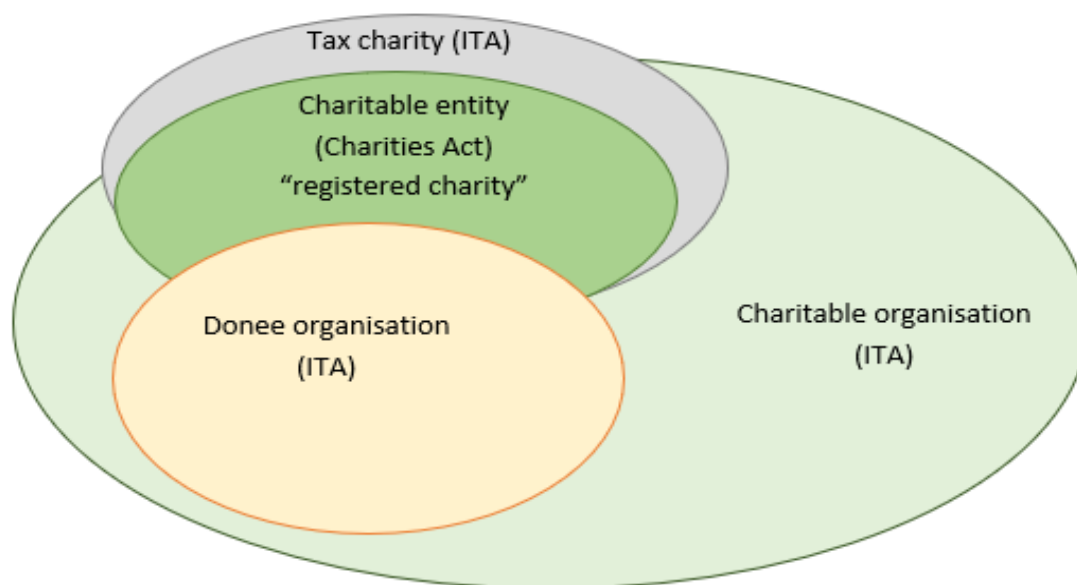 Tax charity (ITA)
Charitable entity
(Charities Act)
“registered charity”
Donee organisation
(ITA)
Charitable organisation
(ITA)